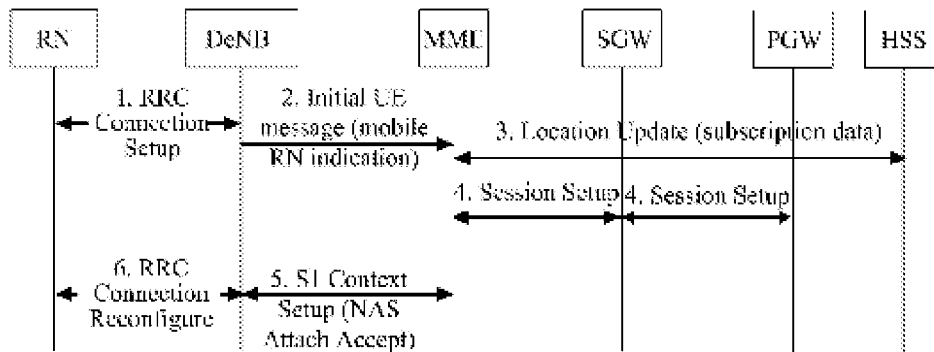 RN DeNB MME SGW PGW HSS
1. RRC
Connection
Setup
2. Initial UE
message (mobile
RN indication)
3. Location Update (subscription data)
4. Session Setup
4. Session Setup
6. RRC
Connection
Reconfigure
5. S1 Context
Setup (NAS
Attach Accept)